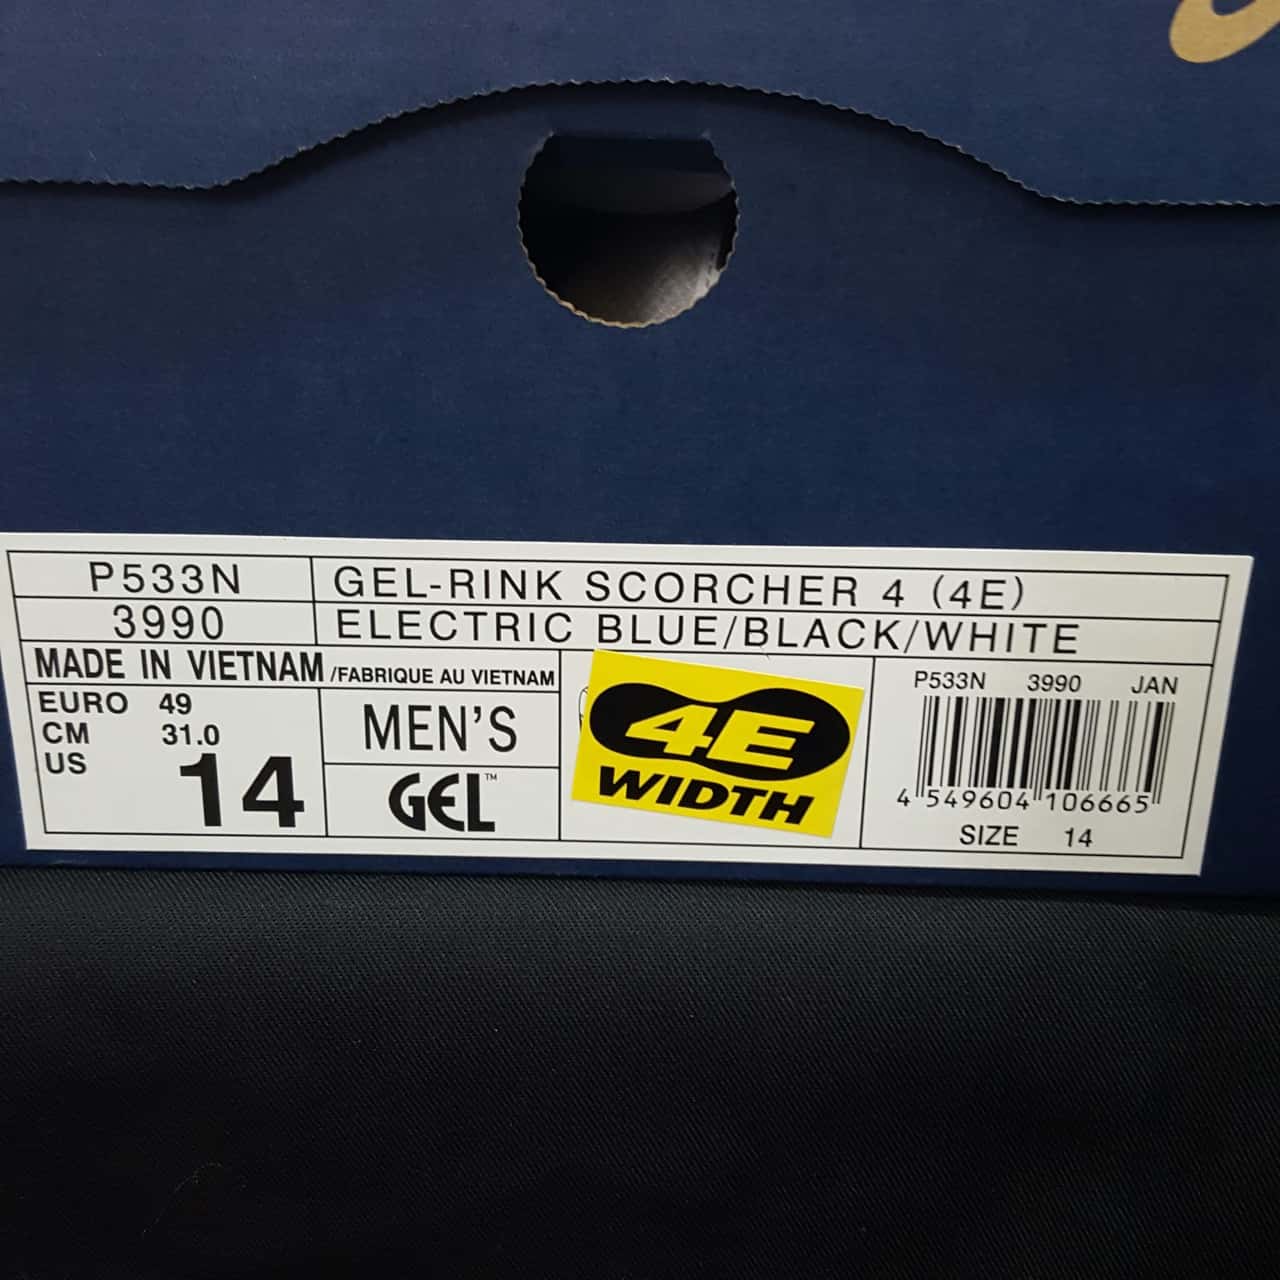 P533N
GEL-RINK SCORCHER 4 (4E)
3990
ELECTRIC BLUE/BLACK/WHITE
MADE IN VIETNAM /FABRIQUE AU VIETNAM
EURO 49
CM 31.0
US 14
MEN'S
GEL™
4E
WIDTH
P533N 3990 JAN
4 549604 106665
SIZE 14